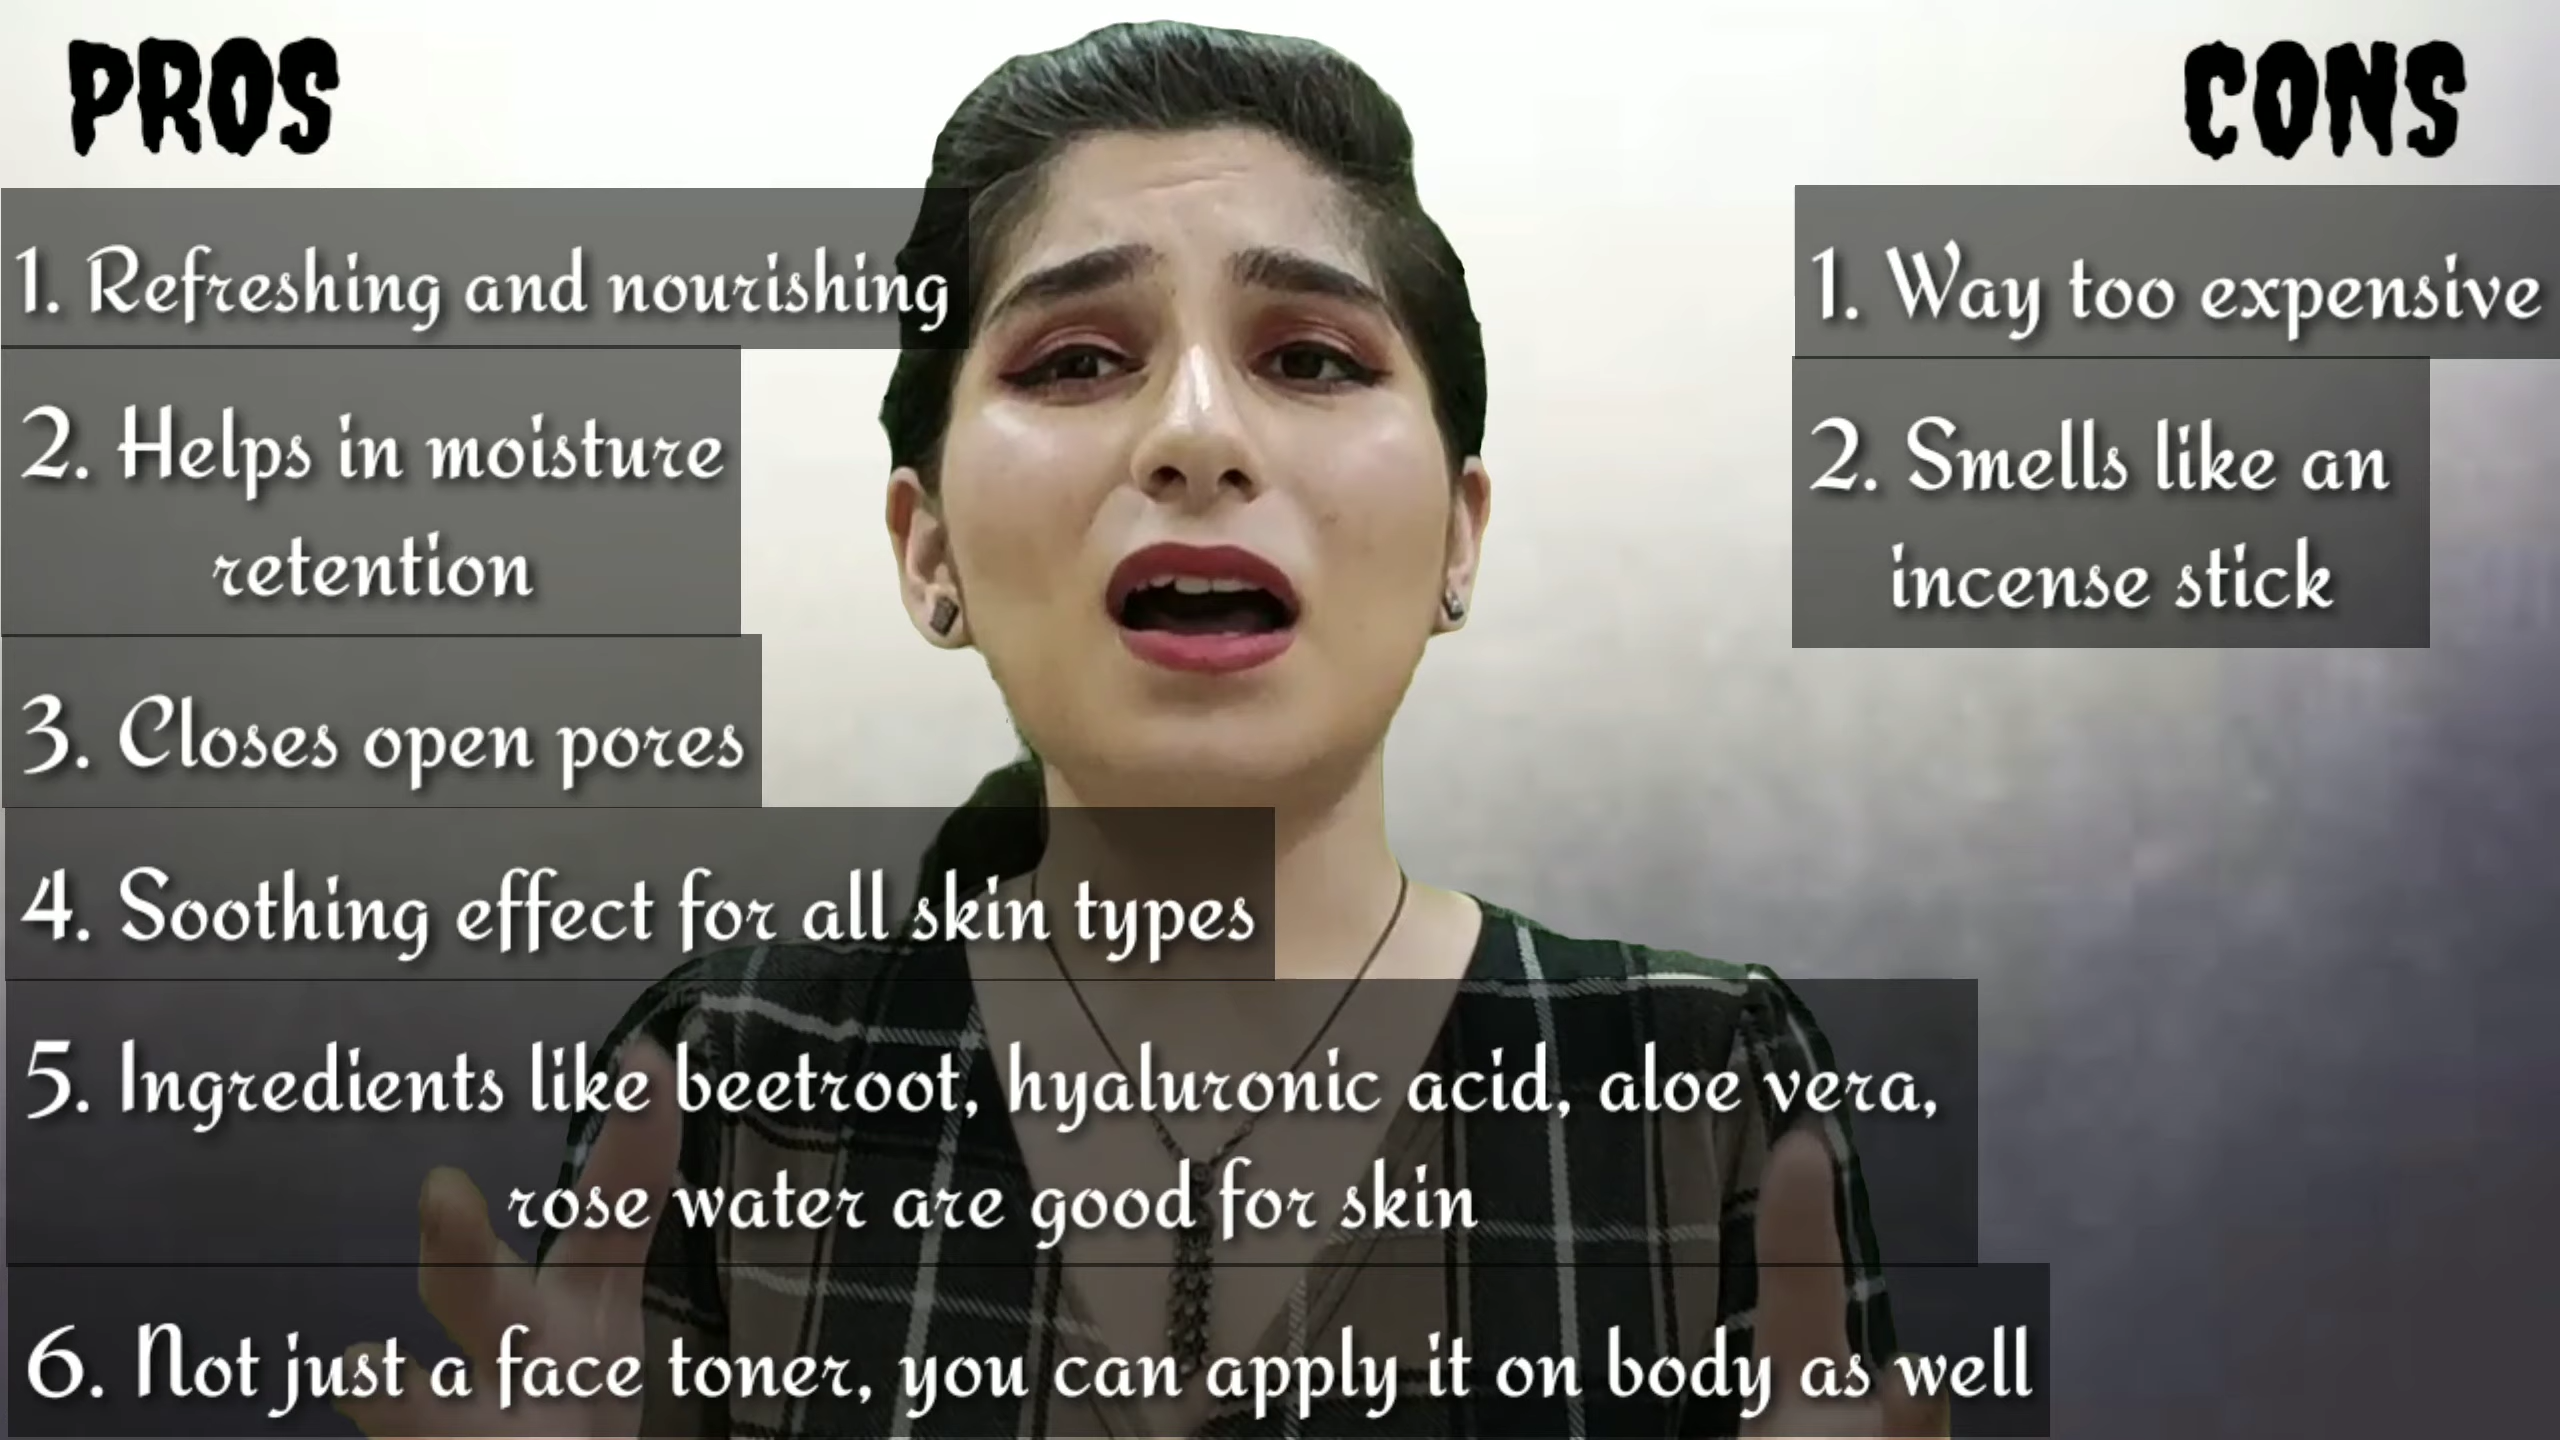 PROS
1. Refreshing and nourishing
2. Helps in moisture
retention
3. Closes open pores
4. Soothing effect for all skin types
5. Ingredients like beetroot, hyaluronic acid, aloe vera,
rose water are good for skin
6. Not just a face toner, you can apply it on body as well
CONS
1. Way too expensive
2. Smells like an
incense stick